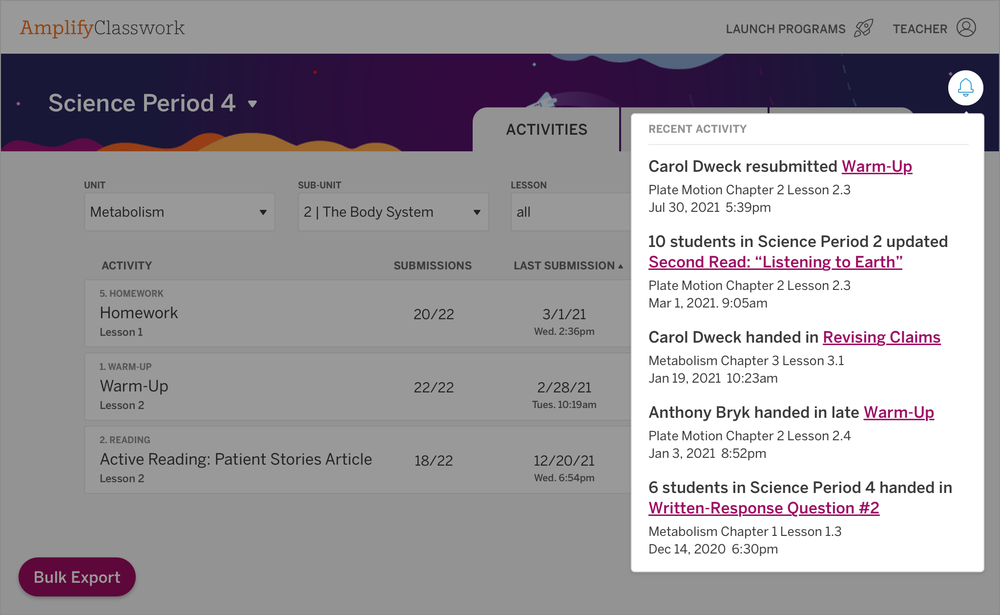 AmplifyClasswork
LAUNCH PROGRAMS
TEACHER
Science Period 4
ACTIVITIES
UNIT
Metabolism
SUB-UNIT
2 | The Body System
LESSON
all
ACTIVITY
SUBMISSIONS
LAST SUBMISSION
5. HOMEWORK
Homework
Lesson 1
20/22
3/1/21
Wed. 2:36pm
1. WARM-UP
Warm-Up
Lesson 2
22/22
2/28/21
Tues. 10:19am
2. READING
Active Reading: Patient Stories Article
Lesson 2
18/22
12/20/21
Wed. 6:54pm
Bulk Export
RECENT ACTIVITY
Carol Dweck resubmitted Warm-Up
Plate Motion Chapter 2 Lesson 2.3
Jul 30, 2021 5:39pm
10 students in Science Period 2 updated
Second Read: “Listening to Earth”
Plate Motion Chapter 2 Lesson 2.3
Mar 1, 2021. 9:05am
Carol Dweck handed in Revising Claims
Metabolism Chapter 3 Lesson 3.1
Jan 19, 2021 10:23am
Anthony Bryk handed in late Warm-Up
Plate Motion Chapter 2 Lesson 2.4
Jan 3, 2021 8:52pm
6 students in Science Period 4 handed in
Written-Response Question #2
Metabolism Chapter 1 Lesson 1.3
Dec 14, 2020 6:30pm